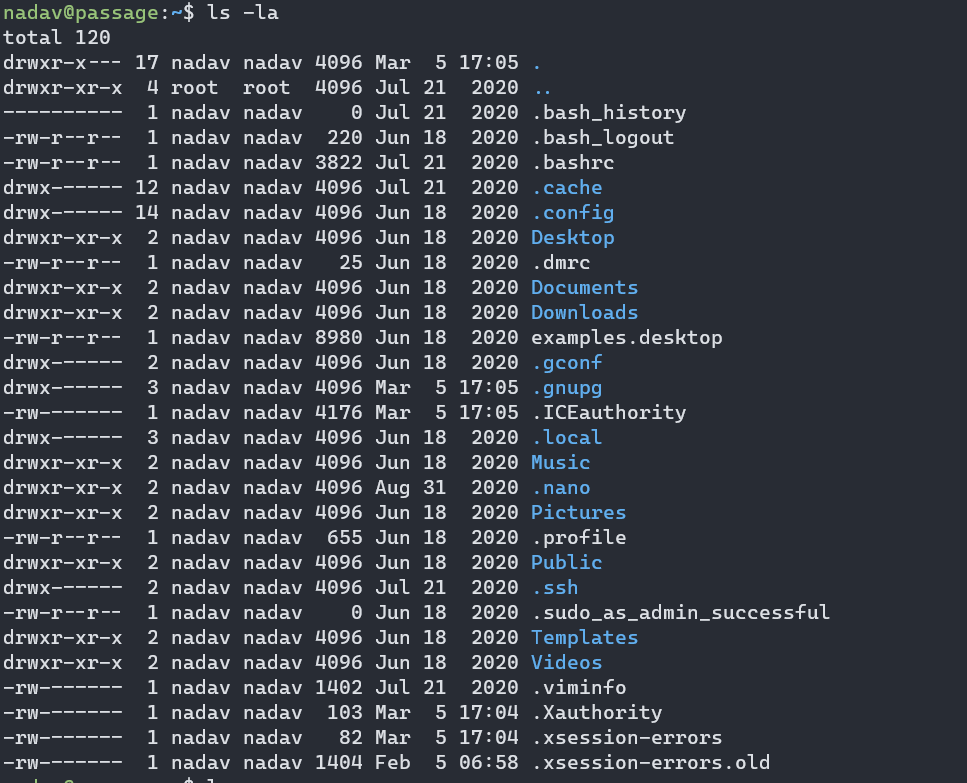 nadav@passage:~$ ls -la
total 120
drwxr-x--- 17 nadav nadav 4096 Mar  5 17:05 .
drwxr-xr-x  4 root  root  4096 Jul 21  2020 ..
----------  1 nadav nadav    0 Jul 21  2020 .bash_history
-rw-r--r--  1 nadav nadav  220 Jun 18  2020 .bash_logout
-rw-r--r--  1 nadav nadav 3822 Jul 21  2020 .bashrc
drwx------ 12 nadav nadav 4096 Jul 21  2020 .cache
drwx------ 14 nadav nadav 4096 Jun 18  2020 .config
drwxr-xr-x  2 nadav nadav 4096 Jun 18  2020 Desktop
-rw-r--r--  1 nadav nadav   25 Jun 18  2020 .dmrc
drwxr-xr-x  2 nadav nadav 4096 Jun 18  2020 Documents
drwxr-xr-x  2 nadav nadav 4096 Jun 18  2020 Downloads
-rw-r--r--  1 nadav nadav 8980 Jun 18  2020 examples.desktop
drwx------  2 nadav nadav 4096 Jun 18  2020 .gconf
drwx------  3 nadav nadav 4096 Mar  5 17:05 .gnupg
-rw-------  1 nadav nadav 4176 Mar  5 17:05 .ICEauthority
drwx------  3 nadav nadav 4096 Jun 18  2020 .local
drwxr-xr-x  2 nadav nadav 4096 Jun 18  2020 Music
drwxr-xr-x  2 nadav nadav 4096 Aug 31  2020 .nano
drwxr-xr-x  2 nadav nadav 4096 Jun 18  2020 Pictures
-rw-r--r--  1 nadav nadav  655 Jun 18  2020 .profile
drwxr-xr-x  2 nadav nadav 4096 Jun 18  2020 Public
drwx------  2 nadav nadav 4096 Jul 21  2020 .ssh
-rw-r--r--  1 nadav nadav    0 Jun 18  2020 .sudo_as_admin_successful
drwxr-xr-x  2 nadav nadav 4096 Jun 18  2020 Templates
drwxr-xr-x  2 nadav nadav 4096 Jun 18  2020 Videos
-rw-------  1 nadav nadav 1402 Jul 21  2020 .viminfo
-rw-------  1 nadav nadav  103 Mar  5 17:04 .Xauthority
-rw-------  1 nadav nadav   82 Mar  5 17:04 .xsession-errors
-rw-------  1 nadav nadav 1404 Feb  5 06:58 .xsession-errors.old